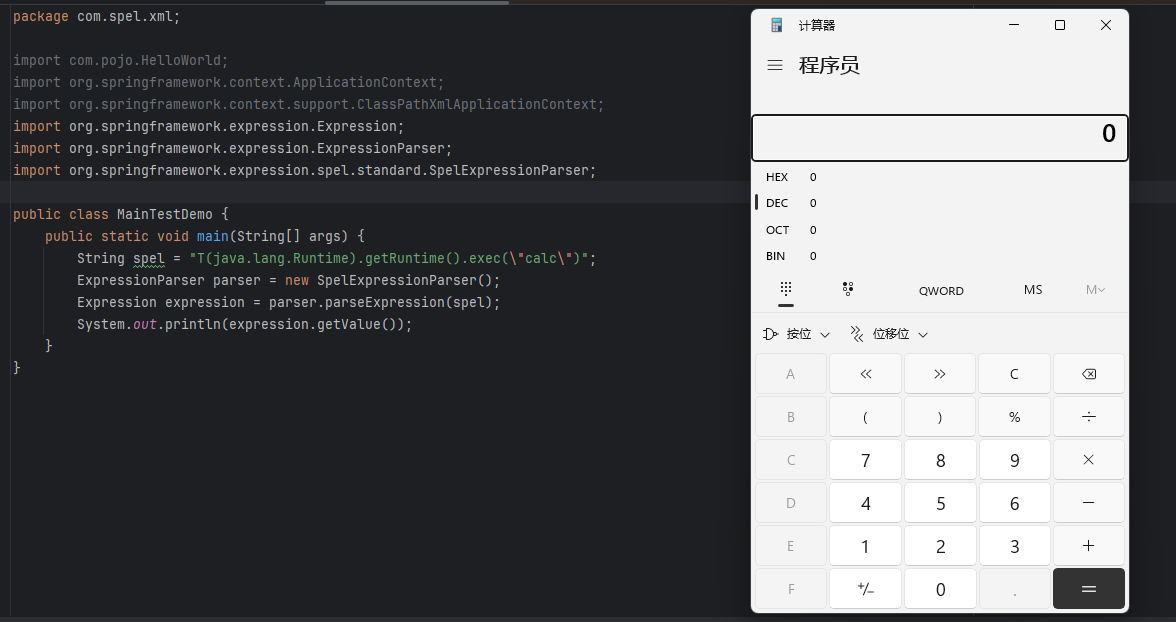 package com.spel.xml;
import com.pojo.HelloWorld;
import org.springframework.context.ApplicationContext;
import org.springframework.context.support.ClassPathXmlApplicationContext;
import org.springframework.expression.Expression;
import org.springframework.expression.ExpressionParser;
import org.springframework.expression.spel.standard.SpelExpressionParser;
public class MainTestDemo {
public static void main(String[] args) {
String spel = "T(java.lang.Runtime).getRuntime().exec(\"calc\")";
ExpressionParser parser = new SpelExpressionParser();
Expression expression = parser.parseExpression(spel);
System.out.println(expression.getValue());
}
}
计算器
程序员
0
HEX 0
DEC 0
OCT 0
BIN 0
QWORD MS M
按位 位移位
A « » C
B ( ) % ÷
C 7 8 9 ×
D 4 5 6 −
E 1 2 3 +
F +/− 0 . =